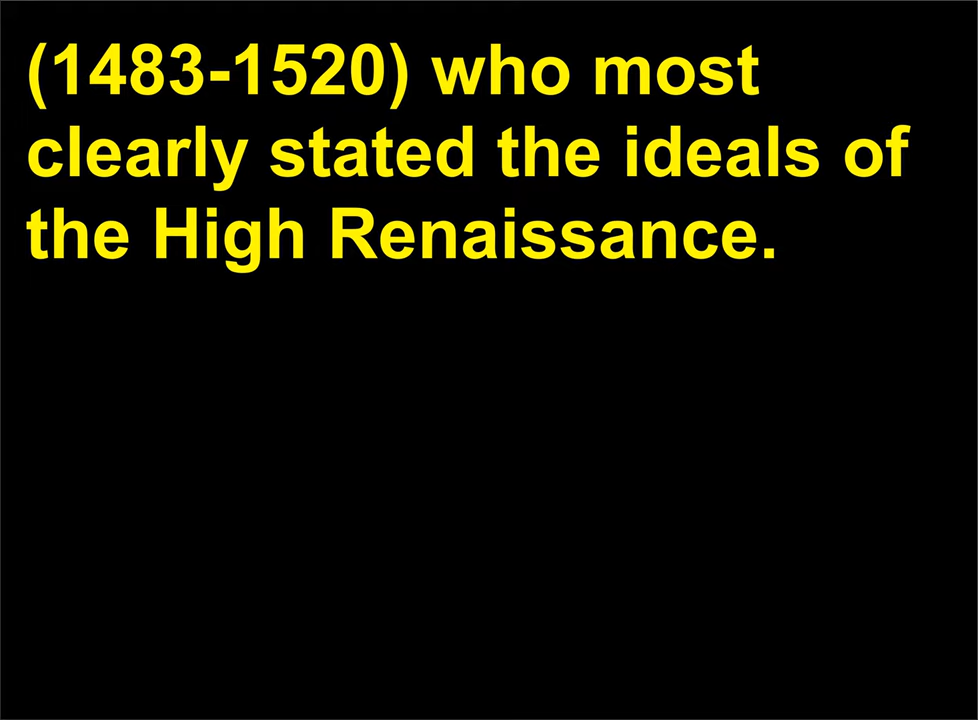 (1483-1520) who most
clearly stated the ideals of
the High Renaissance.